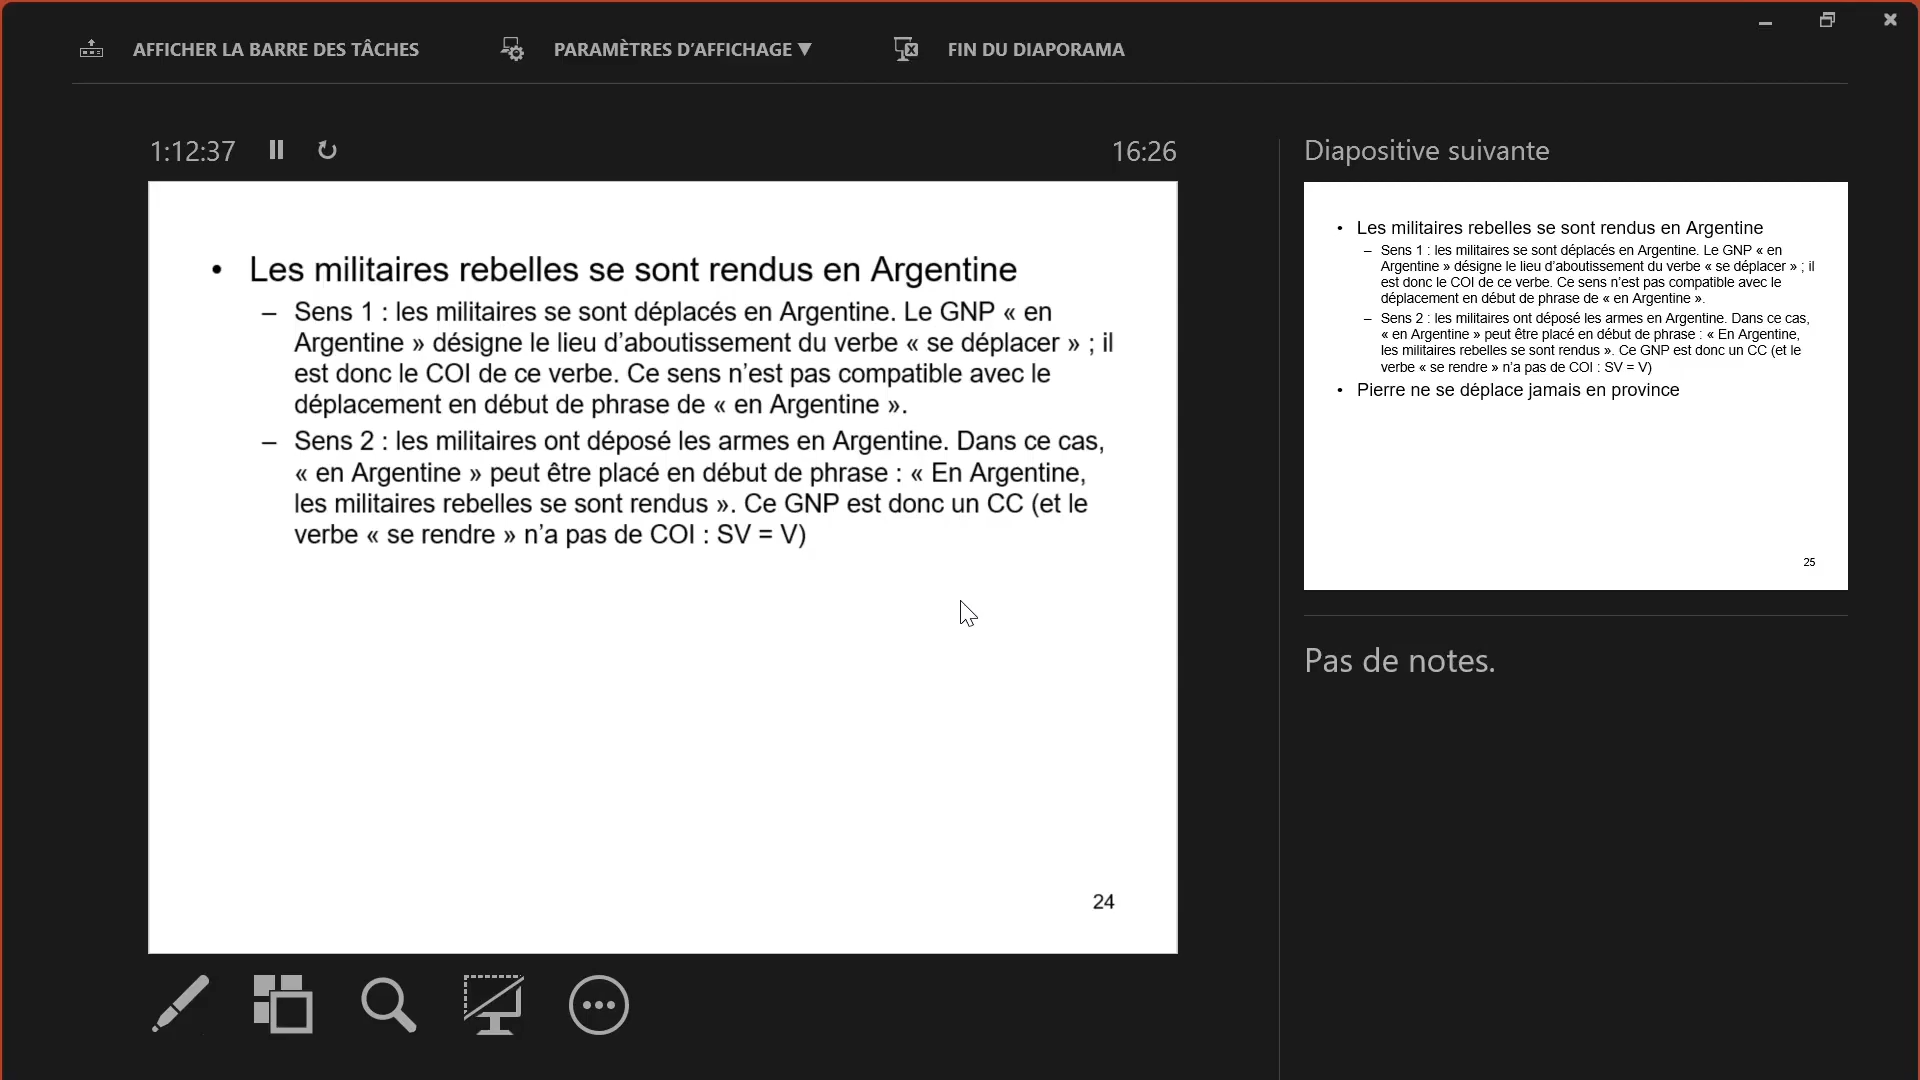 AFFICHER LA BARRE DES TÂCHES
PARAMÈTRES D'AFFICHAGE ▼
FIN DU DIAPORAMA
1:12:37
16:26
• Les militaires rebelles se sont rendus en Argentine
– Sens 1 : les militaires se sont déplacés en Argentine. Le GNP « en
Argentine » désigne le lieu d’aboutissement du verbe « se déplacer » ; il
est donc le COI de ce verbe. Ce sens n’est pas compatible avec le
déplacement en début de phrase de « en Argentine ».
– Sens 2 : les militaires ont déposé les armes en Argentine. Dans ce cas,
« en Argentine » peut être placé en début de phrase : « En Argentine,
les militaires rebelles se sont rendus ». Ce GNP est donc un CC (et le
verbe « se rendre » n’a pas de COI : SV = V)
24
Diapositive suivante
• Les militaires rebelles se sont rendus en Argentine
– Sens 1 : les militaires se sont déplacés en Argentine. Le GNP « en
Argentine » désigne le lieu d’aboutissement du verbe « se déplacer » ; il
est donc le COI de ce verbe. Ce sens n’est pas compatible avec le
déplacement en début de phrase de « en Argentine ».
– Sens 2 : les militaires ont déposé les armes en Argentine. Dans ce cas,
« en Argentine » peut être placé en début de phrase : « En Argentine,
les militaires rebelles se sont rendus ». Ce GNP est donc un CC (et le
verbe « se rendre » n’a pas de COI : SV = V)
• Pierre ne se déplace jamais en province
25
Pas de notes.